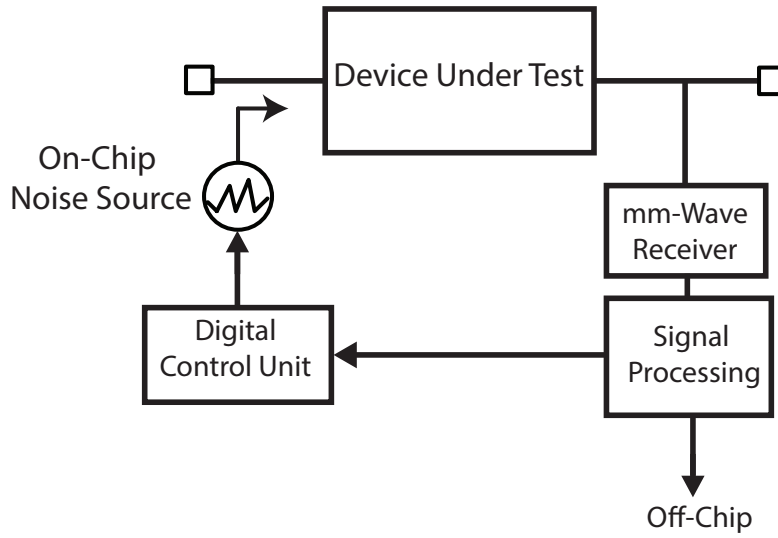 Device Under Test
On-Chip
Noise Source
mm-Wave
Receiver
Digital
Control Unit
Signal
Processing
Off-Chip